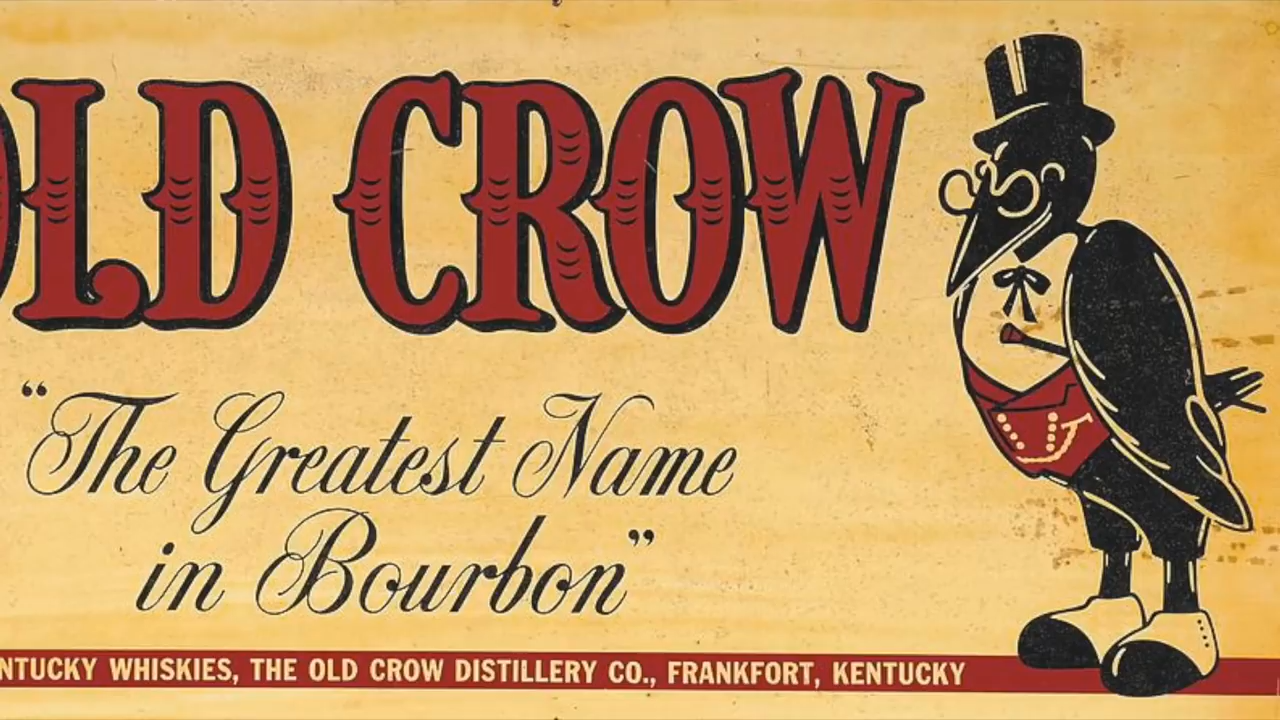 OLD CROW
"The Greatest Name
in Bourbon"
NTUCKY WHISKIES, THE OLD CROW DISTILLERY CO., FRANKFORT, KENTUCKY